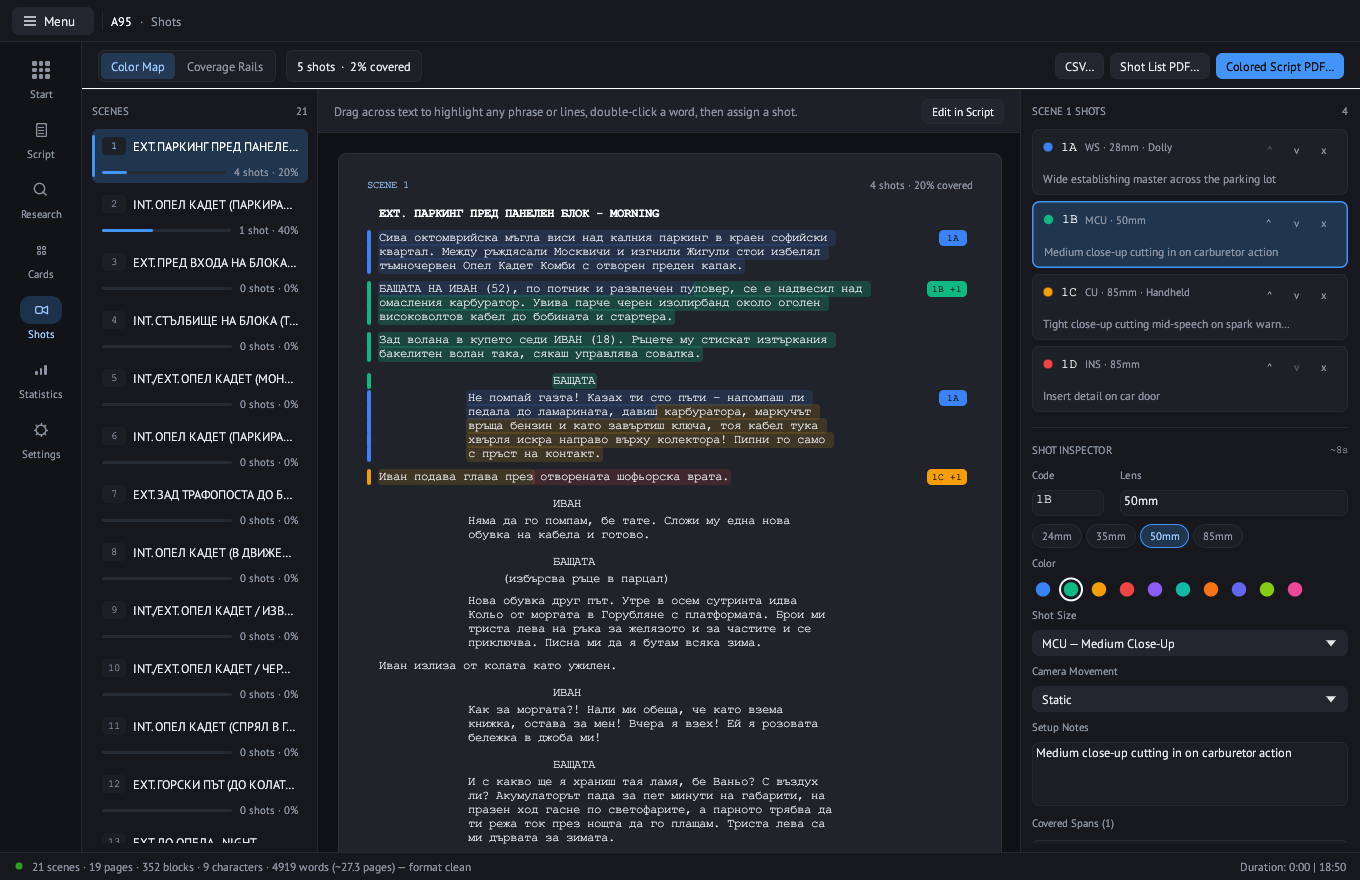 Menu
A95 · Shots
Start
Script
Research
Cards
Shots
Statistics
Settings
Color Map
Coverage Rails
5 shots · 2% covered
CSV...
Shot List PDF...
Colored Script PDF...
SCENES 21
1 EXT. ПАРКИНГ ПРЕД ПАНЕЛЕ...
4 shots · 20%
2 INT. ОПЕЛ КАДЕТ (ПАРКИРА...
1 shot · 40%
3 EXT. ПРЕД ВХОДА НА БЛОКА...
0 shots · 0%
4 INT. СТЪЛБИЩЕ НА БЛОКА (Т...
0 shots · 0%
5 INT./EXT. ОПЕЛ КАДЕТ (МОН...
0 shots · 0%
6 INT. ОПЕЛ КАДЕТ (ПАРКИРА...
0 shots · 0%
7 EXT. ЗАД ТРАФОПОСТА ДО Б...
0 shots · 0%
8 INT. ОПЕЛ КАДЕТ (В ДВИЖЕ...
0 shots · 0%
9 INT./EXT. ОПЕЛ КАДЕТ / ИЗВ...
0 shots · 0%
10 INT./EXT. ОПЕЛ КАДЕТ / ЧЕР...
0 shots · 0%
11 INT. ОПЕЛ КАДЕТ (СПРЯЛ В Г...
0 shots · 0%
12 EXT. ГОРСКИ ПЪТ (ДО КОЛАТ...
0 shots · 0%
13 EXT. ДО ОПЕЛА - NIGHT
Drag across text to highlight any phrase or lines, double-click a word, then assign a shot.
Edit in Script
SCENE 1
4 shots · 20% covered
EXT. ПАРКИНГ ПРЕД ПАНЕЛЕН БЛОК - MORNING
Сива октомврийска мъгла виси над калния паркинг в краен софийски
1A
квартал. Между ръждясали Москвичи и изгнили Жигули стои избелял
тъмночервен Опел Кадет Комби с отворен преден капак.
БАЩАТА НА ИВАН (52), по потник и развлечен пуловер, се е надвесил над
1B +1
омасления карбуратор. Увива парче черен изолирбанд около оголен
високоволтов кабел до бобината и стартера.
Зад волана в купето седи ИВАН (18). Ръцете му стискат изтъркания
бакелитен волан така, сякаш управлява совалка.
БАЩАТА
Не помпай газта! Казах ти сто пъти – напомпаш ли
1A
педала до ламарината, давиш карбуратора, маркучът
връща бензин и като завъртиш ключа, тоя кабел тука
хвърля искра направо върху колектора! Пипни го само
с пръст на контакт.
Иван подава глава през отворената шофьорска врата.
1C +1
ИВАН
Няма да го помпам, бе тате. Сложи му една нова
обувка на кабела и готово.
БАЩАТА
(избърсва ръце в парцал)
Нова обувка друг път. Утре в осем сутринта идва
Кольо от моргата в Горубляне с платформата. Брои ми
триста лева на ръка за желязото и за частите и се
приключва. Писна ми да я бутам всяка зима.
Иван излиза от колата като ужилен.
ИВАН
Как за моргата?! Нали ми обеща, че като взема
книжка, остава за мен! Вчера я взех! Ей я розовата
бележка в джоба ми!
БАЩАТА
И с какво ще я храниш тая ламя, бе Ваньо? С въздух
ли? Акумулаторът пада за пет минути на габарити, на
празен ход гасне по светофарите, а парното трябва да
ти режа ток през нощта да го плащам. Триста лева са
ми дървата за зимата.
SCENE 1 SHOTS 4
1A WS · 28mm · Dolly ^ v x
Wide establishing master across the parking lot
1B MCU · 50mm ^ v x
Medium close-up cutting in on carburetor action
1C CU · 85mm · Handheld ^ v x
Tight close-up cutting mid-speech on spark warn...
1D INS · 85mm ^ v x
Insert detail on car door
SHOT INSPECTOR ~8s
Code Lens
1B 50mm
24mm 35mm 50mm 85mm
Color
Shot Size
MCU — Medium Close-Up
Camera Movement
Static
Setup Notes
Medium close-up cutting in on carburetor action
Covered Spans (1)
21 scenes · 19 pages · 352 blocks · 9 characters · 4919 words (~27.3 pages) — format clean
Duration: 0:00 | 18:50